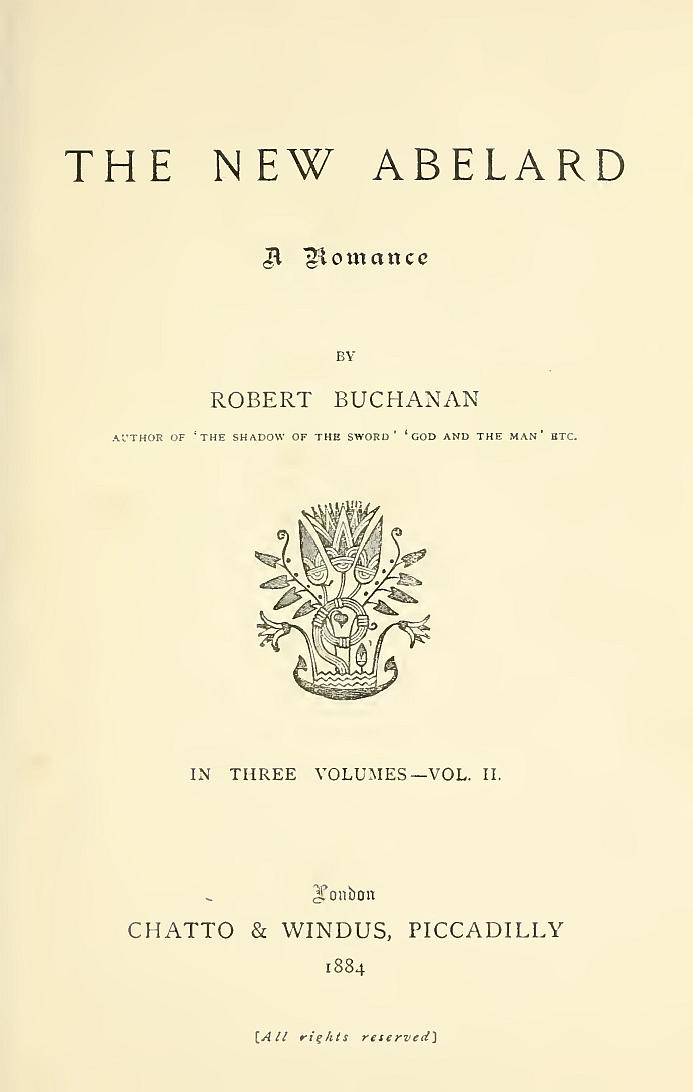 THE NEW ABELARD
A Romance
BY
ROBERT BUCHANAN
AUTHOR OF 'THE SHADOW OF THE SWORD' 'GOD AND THE MAN' ETC.
IN THREE VOLUMES—VOL. II.
London
CHATTO & WINDUS, PICCADILLY
1884
[All rights reserved]